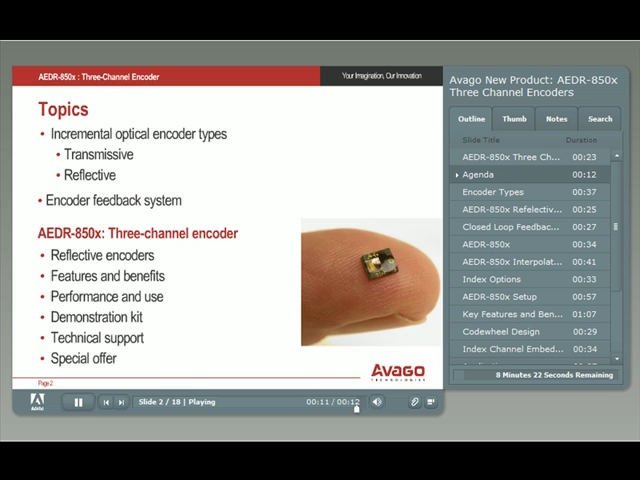 AEDR-850x : Three-Channel Encoder
Your Imagination, Our Innovation
Topics
• Incremental optical encoder types
• Transmissive
• Reflective
• Encoder feedback system
AEDR-850x: Three-channel encoder
• Reflective encoders
• Features and benefits
• Performance and use
• Demonstration kit
• Technical support
• Special offer
AVAGO
TECHNOLOGIES
Page 2
Avago New Product: AEDR-850x
Three Channel Encoders
Outline Thumb Notes Search
Slide Title Duration
AEDR-850x Three Ch... 00:23
Agenda 00:12
Encoder Types 00:37
AEDR-850x Refelectiv... 00:25
Closed Loop Feedbac... 00:27
AEDR-850x 00:34
AEDR-850x Interpolat... 00:41
Index Options 00:33
AEDR-850x Setup 00:57
Key Features and Ben... 01:07
Codewheel Design 00:29
Index Channel Embed... 00:34
8 Minutes 22 Seconds Remaining
Adobe
Slide 2 / 18 | Playing
00:11 / 00:12